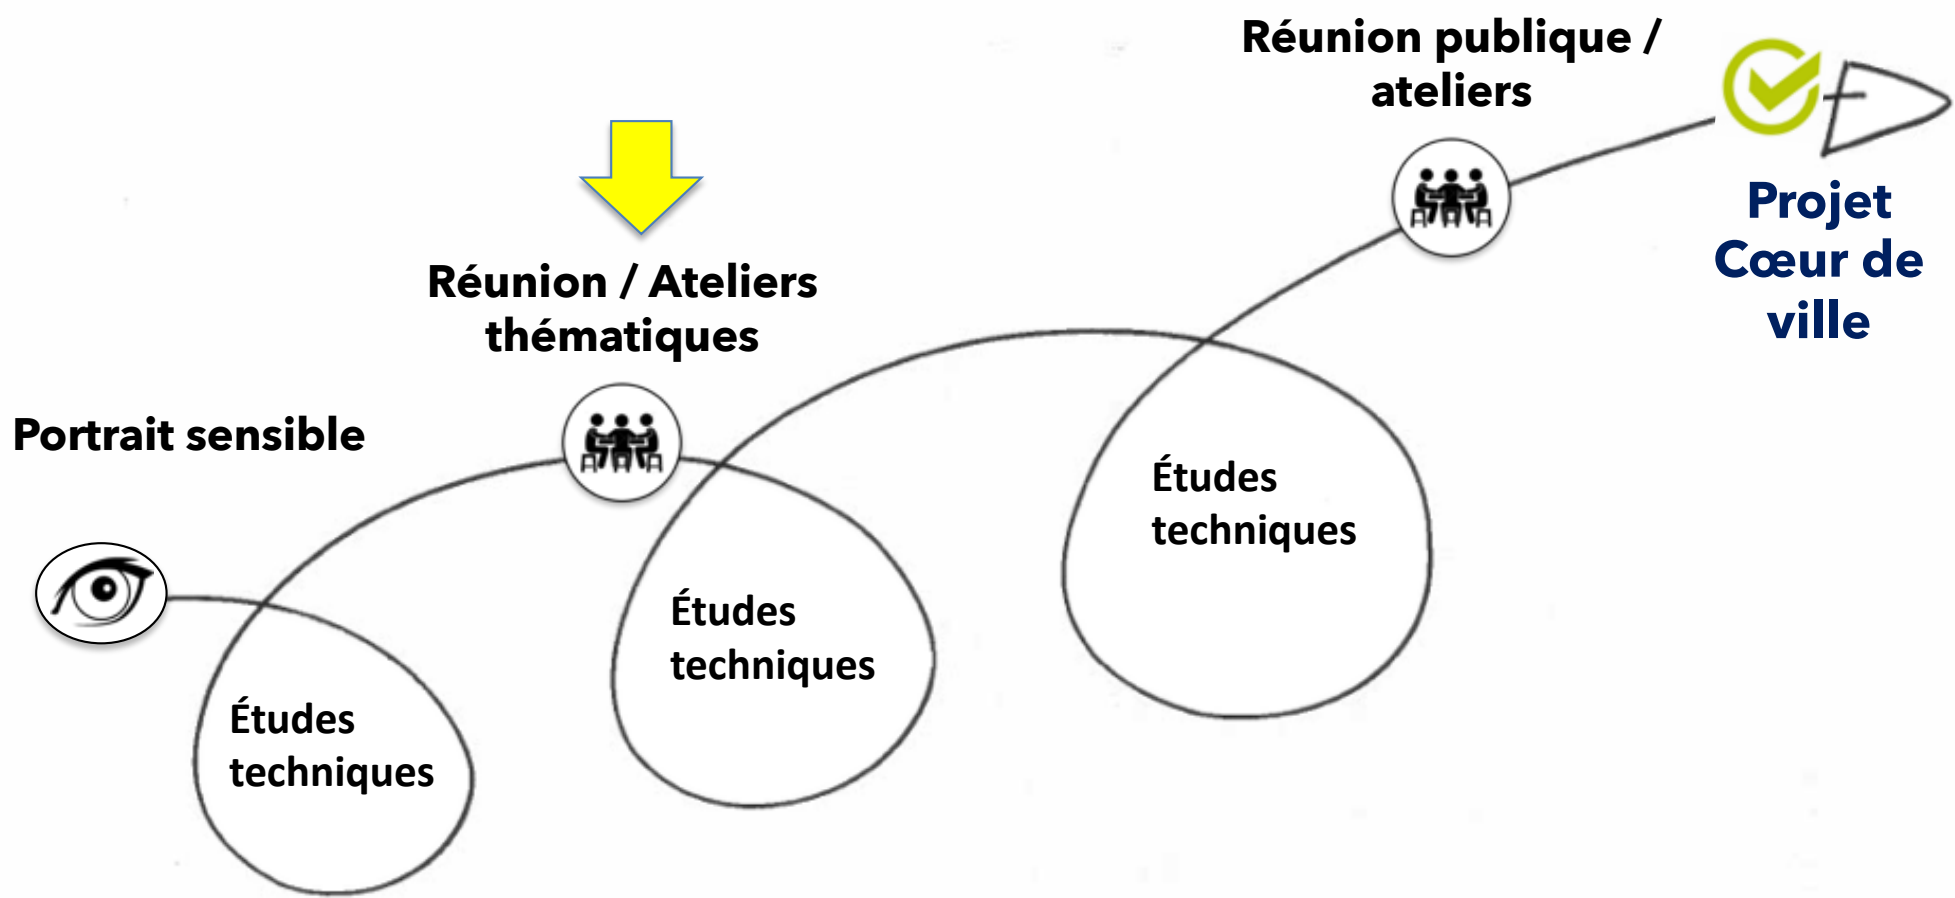 Portrait sensible
Études
techniques
Réunion / Ateliers
thématiques
Études
techniques
Études
techniques
Réunion publique /
ateliers
Projet
Cœur de
ville